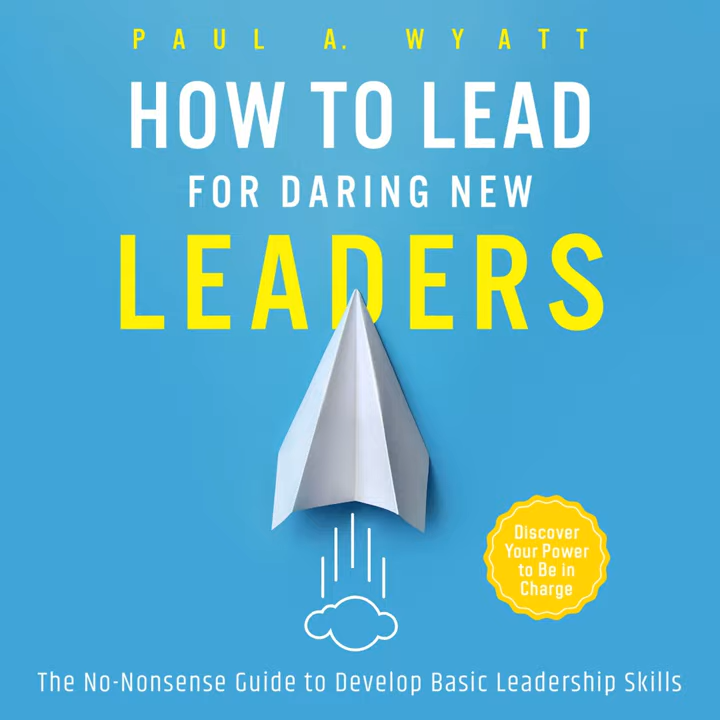 PAUL A. WYATT
HOW TO LEAD
FOR DARING NEW
LEADERS
Discover
Your Power
to Be in
Charge
The No-Nonsense Guide to Develop Basic Leadership Skills